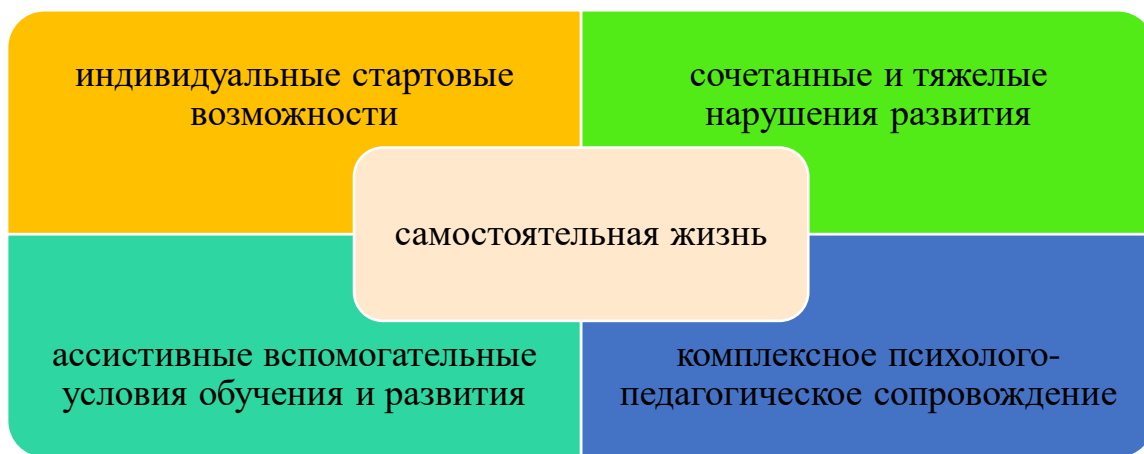 индивидуальные стартовые
возможности
сочетанные и тяжелые
нарушения развития
самостоятельная жизнь
ассистивные вспомогательные
условия обучения и развития
комплексное психолого-
педагогическое сопровождение